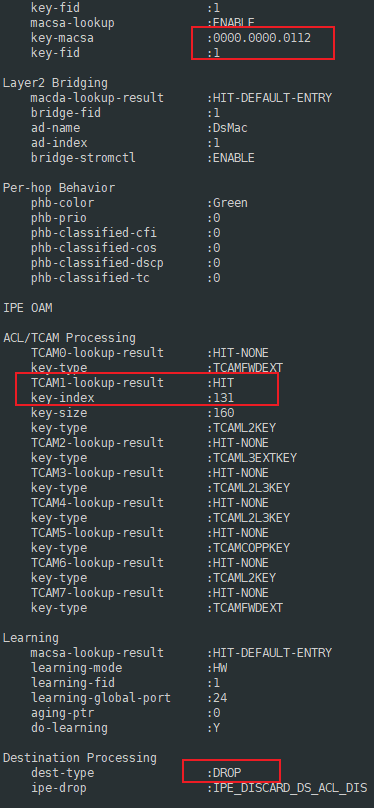 key-fid :1
macsa-lookup :ENABLE
key-macsa :0000.0000.0112
key-fid :1
Layer2 Bridging
macda-lookup-result :HIT-DEFAULT-ENTRY
bridge-fid :1
ad-name :DsMac
ad-index :1
bridge-stromctl :ENABLE
Per-hop Behavior
phb-color :Green
phb-prio :0
phb-classified-cfi :0
phb-classified-cos :0
phb-classified-dscp :0
phb-classified-tc :0
IPE OAM
ACL/TCAM Processing
TCAM0-lookup-result :HIT-NONE
key-type :TCAMFWDEXT
TCAM1-lookup-result :HIT
key-index :131
key-size :160
key-type :TCAML2KEY
TCAM2-lookup-result :HIT-NONE
key-type :TCAML3EXTKEY
TCAM3-lookup-result :HIT-NONE
key-type :TCAML2L3KEY
TCAM4-lookup-result :HIT-NONE
key-type :TCAML2L3KEY
TCAM5-lookup-result :HIT-NONE
key-type :TCAMCOPPKEY
TCAM6-lookup-result :HIT-NONE
key-type :TCAML2KEY
TCAM7-lookup-result :HIT-NONE
key-type :TCAMFWDEXT
Learning
macsa-lookup-result :HIT-DEFAULT-ENTRY
learning-mode :HW
learning-fid :1
learning-global-port :24
aging-ptr :0
do-learning :Y
Destination Processing
dest-type :DROP
ipe-drop :IPE_DISCARD_DS_ACL_DIS